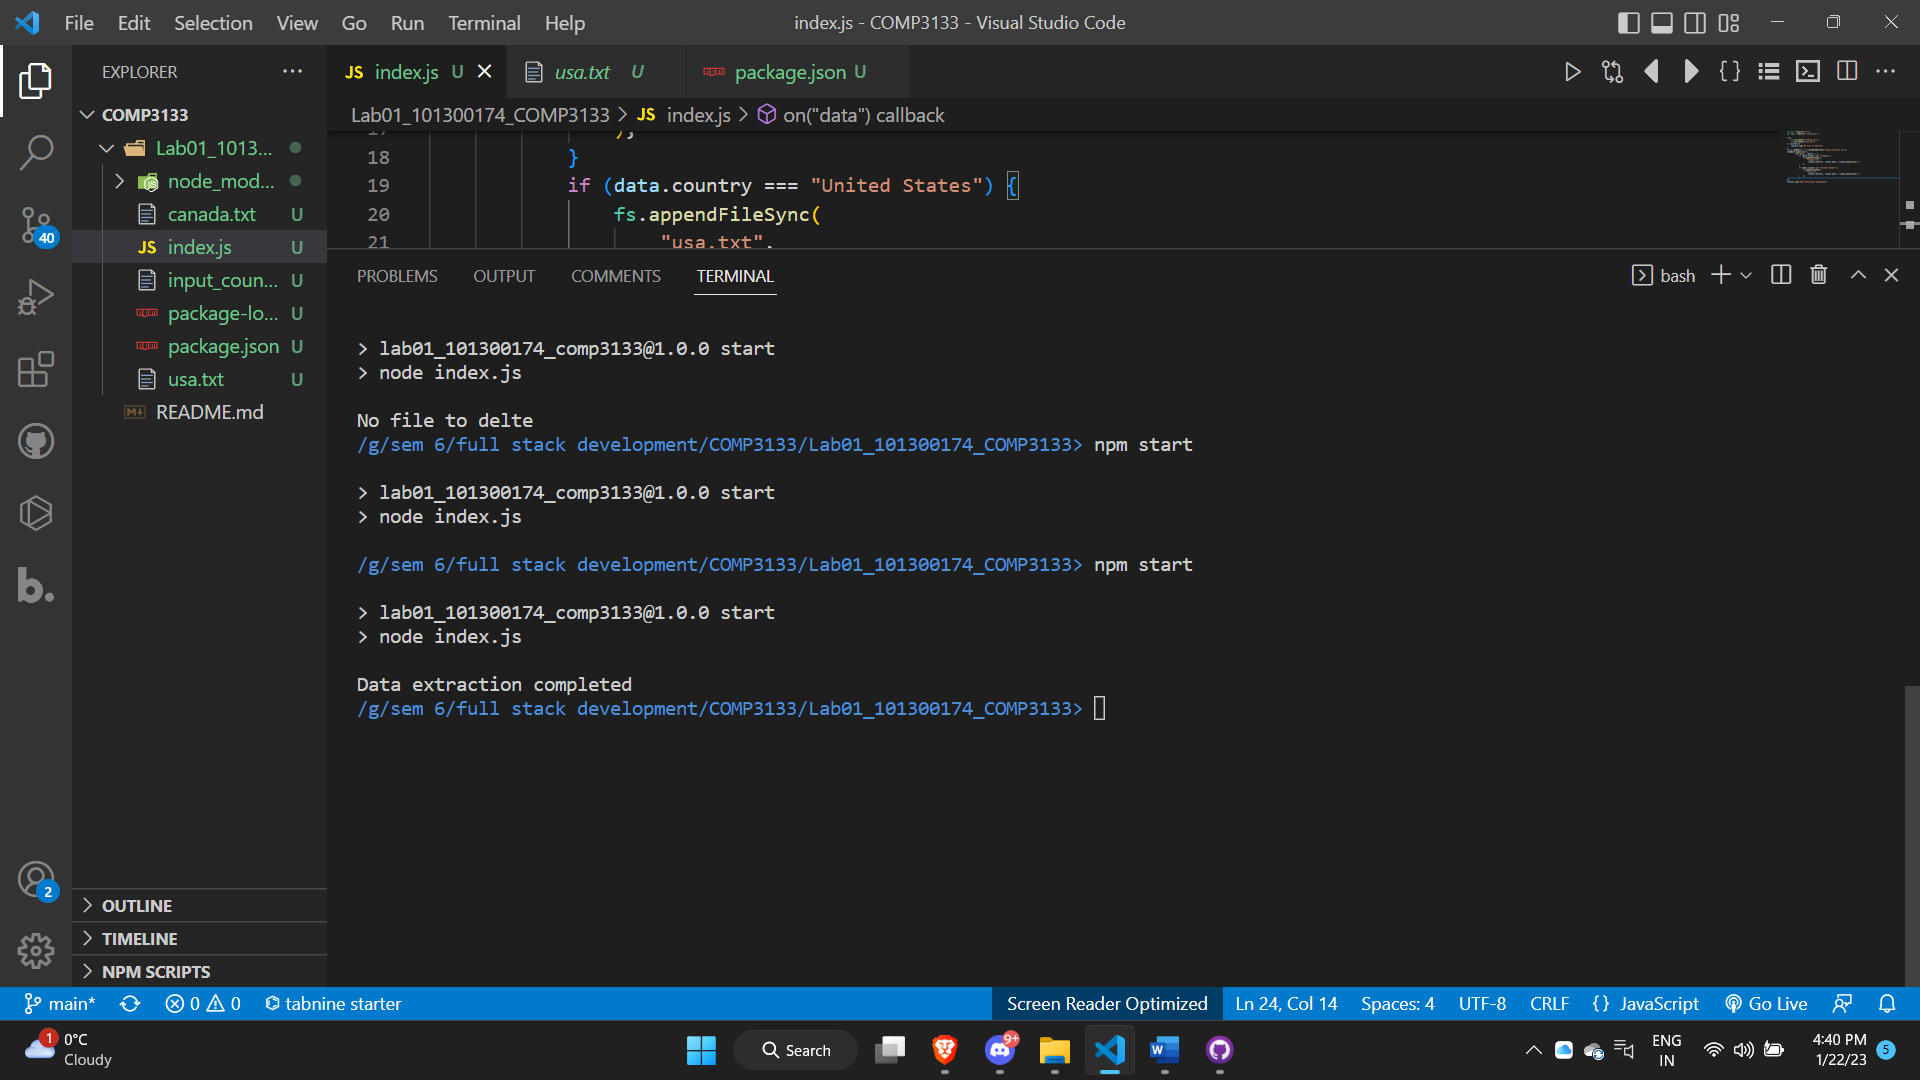 File Edit Selection View Go Run Terminal Help
index.js - COMP3133 - Visual Studio Code
EXPLORER
JS index.js U
usa.txt U
package.json U
COMP3133
Lab01_101300174_COMP3133 > JS index.js > on("data") callback
Lab01_1013...
node_mod...
canada.txt U
JS index.js U
input_coun... U
package-lo... U
package.json U
usa.txt U
README.md
17 );
18 }
19 if (data.country === "United States") {
20 fs.appendFileSync(
21 "usa.txt",
40
PROBLEMS OUTPUT COMMENTS TERMINAL
bash
> lab01_101300174_comp3133@1.0.0 start
> node index.js
No file to delte
/g/sem 6/full stack development/COMP3133/Lab01_101300174_COMP3133> npm start
> lab01_101300174_comp3133@1.0.0 start
> node index.js
/g/sem 6/full stack development/COMP3133/Lab01_101300174_COMP3133> npm start
> lab01_101300174_comp3133@1.0.0 start
> node index.js
Data extraction completed
/g/sem 6/full stack development/COMP3133/Lab01_101300174_COMP3133>
b.
2
OUTLINE
TIMELINE
NPM SCRIPTS
main* 0 0 tabnine starter
Screen Reader Optimized Ln 24, Col 14 Spaces: 4 UTF-8 CRLF {} JavaScript Go Live
1
0°C
Cloudy
Search
9+
W
ENG
IN
4:40 PM
1/22/23
5